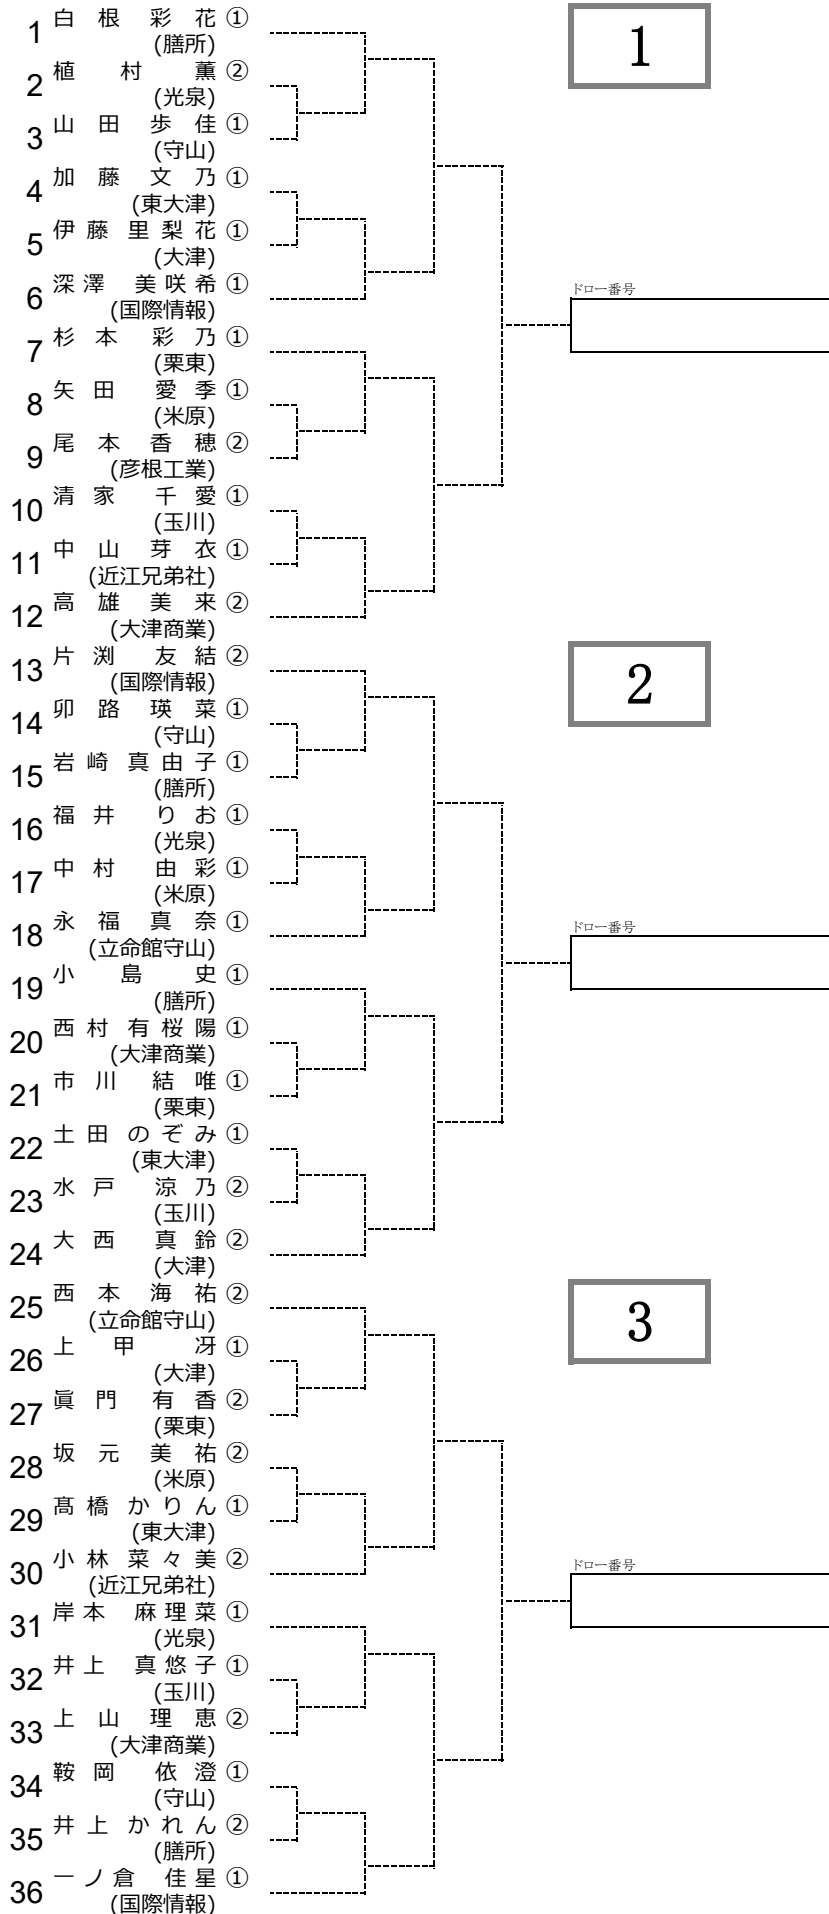 1 白根 彩花 ①
(膳所)
2 植村 薫 ②
(光泉)
3 山田 歩佳 ①
(守山)
4 加藤 文乃 ①
(東大津)
5 伊藤 里梨花 ①
(大津)
6 深澤 美咲希 ①
(国際情報)
7 杉本 彩乃 ①
(栗東)
8 矢田 愛季 ①
(米原)
9 尾本 香穂 ②
(彦根工業)
10 清家 千愛 ①
(玉川)
11 中山 芽衣 ①
(近江兄弟社)
12 高雄 美来 ②
(大津商業)
13 片渕 友結 ②
(国際情報)
14 卯路 瑛菜 ①
(守山)
15 岩崎 真由子 ①
(膳所)
16 福井 りお ①
(光泉)
17 中村 由彩 ①
(米原)
18 永福 真奈 ①
(立命館守山)
19 小島 史 ①
(膳所)
20 西村 有桜陽 ①
(大津商業)
21 市川 結唯 ①
(栗東)
22 土田 のぞみ ①
(東大津)
23 水戸 涼乃 ②
(玉川)
24 大西 真鈴 ②
(大津)
25 西本 海祐 ②
(立命館守山)
26 上甲 冴 ①
(大津)
27 眞門 有香 ②
(栗東)
28 坂元 美祐 ②
(米原)
29 髙橋 かりん ①
(東大津)
30 小林 菜々美 ②
(近江兄弟社)
31 岸本 麻理菜 ①
(光泉)
32 井上 真悠子 ①
(玉川)
33 上山 理恵 ②
(大津商業)
34 鞍岡 依澄 ①
(守山)
35 井上 かれん ②
(膳所)
36 一ノ倉 佳星 ①
(国際情報)
1
ドロー番号
2
ドロー番号
3
ドロー番号